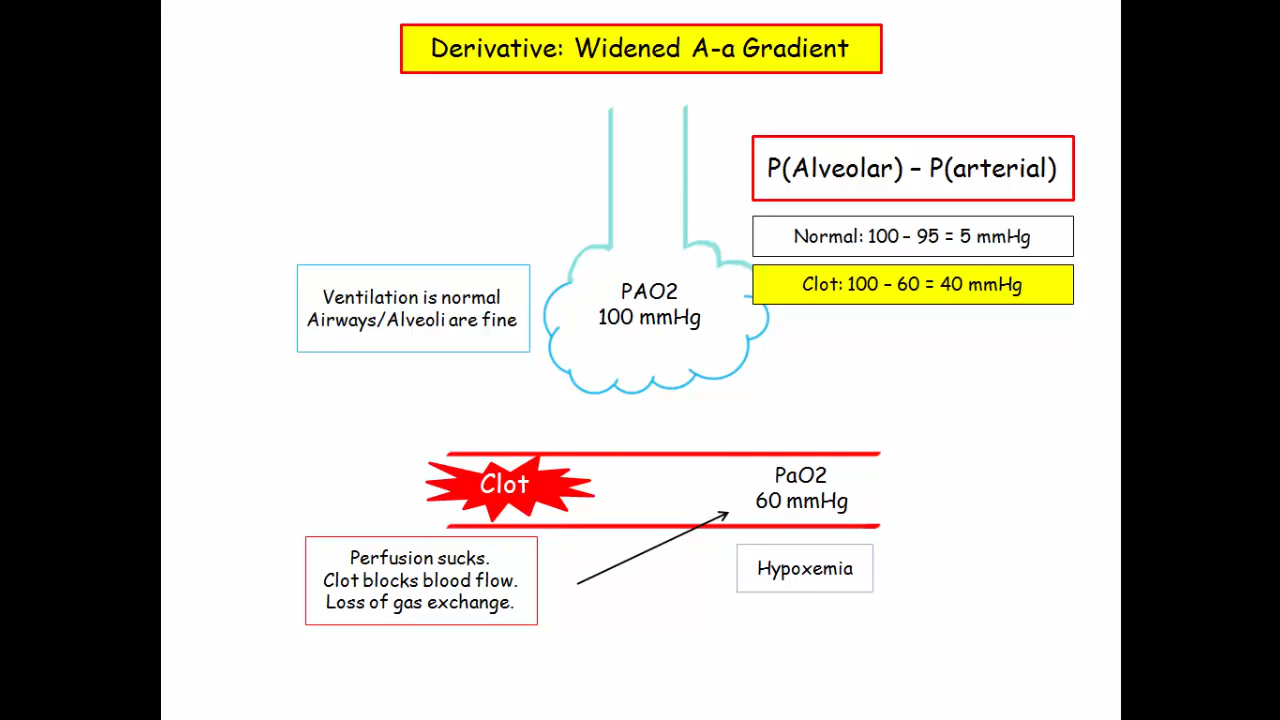 Derivative: Widened A-a Gradient
P(Alveolar) – P(arterial)
Normal: 100 – 95 = 5 mmHg
Clot: 100 – 60 = 40 mmHg
Ventilation is normal
Airways/Alveoli are fine
PAO2
100 mmHg
Clot
PaO2
60 mmHg
Perfusion sucks.
Clot blocks blood flow.
Loss of gas exchange.
Hypoxemia